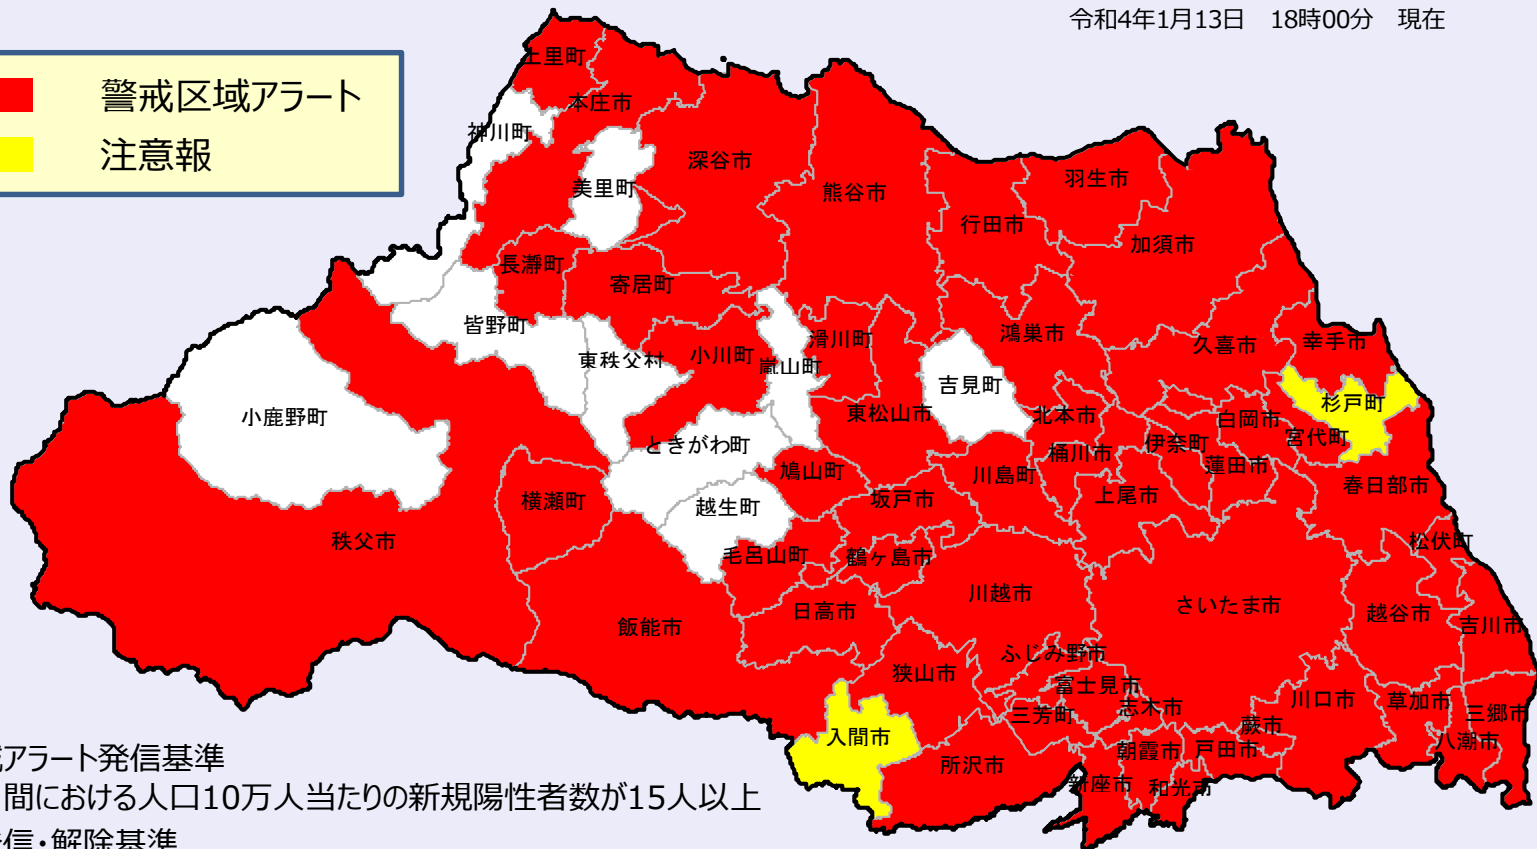 令和4年1月13日　18時00分　現在
警戒区域アラート
注意報
上里町
本庄市
神川町
美里町
深谷市
熊谷市
羽生市
行田市
加須市
長瀞町
寄居町
皆野町
東秩父村
小川町
嵐山町
滑川町
吉見町
鴻巣市
久喜市
幸手市
杉戸町
小鹿野町
ときがわ町
東松山市
北本市
桶川市
伊奈町
白岡市
宮代町
蓮田市
鳩山町
川島町
坂戸市
上尾市
春日部市
横瀬町
越生町
秩父市
毛呂山町
鶴ヶ島市
松伏町
川越市
さいたま市
越谷市
吉川市
飯能市
日高市
ふじみ野市
狭山市
富士見市
三芳町
志木市
川口市
草加市
三郷市
蕨市
八潮市
入間市
所沢市
朝霞市
戸田市
新座市
和光市
域アラート発信基準
間における人口10万人当たりの新規陽性者数が15人以上
発信・解除基準